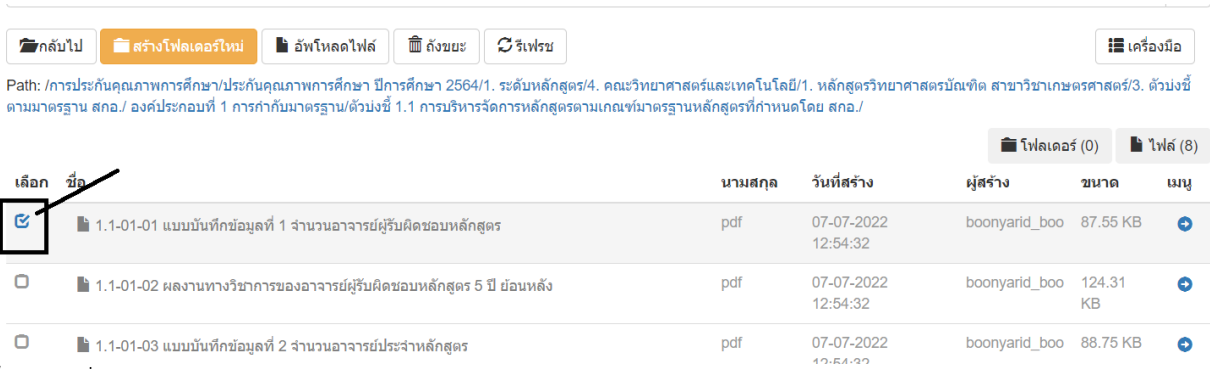 กลับไป สร้างโฟลเดอร์ใหม่ อัพโหลดไฟล์ ถังขยะ รีเฟรช เครื่องมือ
Path: /การประกันคุณภาพการศึกษา/ประกันคุณภาพการศึกษา ปีการศึกษา 2564/1. ระดับหลักสูตร/4. คณะวิทยาศาสตร์และเทคโนโลยี/1. หลักสูตรวิทยาศาสตรบัณฑิต สาขาวิชาเกษตรศาสตร์/3. ตัวบ่งชี้
ตามมาตรฐาน สกอ./ องค์ประกอบที่ 1 การกำกับมาตรฐาน/ตัวบ่งชี้ 1.1 การบริหารจัดการหลักสูตรตามเกณฑ์มาตรฐานหลักสูตรที่กำหนดโดย สกอ./
โฟลเดอร์ (0) ไฟล์ (8)
เลือก ชื่อ นามสกุล วันที่สร้าง ผู้สร้าง ขนาด เมนู
1.1-01-01 แบบบันทึกข้อมูลที่ 1 จำนวนอาจารย์ผู้รับผิดชอบหลักสูตร pdf 07-07-2022 boonyarid_boo 87.55 KB
12:54:32
1.1-01-02 ผลงานทางวิชาการของอาจารย์ผู้รับผิดชอบหลักสูตร 5 ปี ย้อนหลัง pdf 07-07-2022 boonyarid_boo 124.31
12:54:32 KB
1.1-01-03 แบบบันทึกข้อมูลที่ 2 จำนวนอาจารย์ประจำหลักสูตร pdf 07-07-2022 boonyarid_boo 88.75 KB
12:54:32